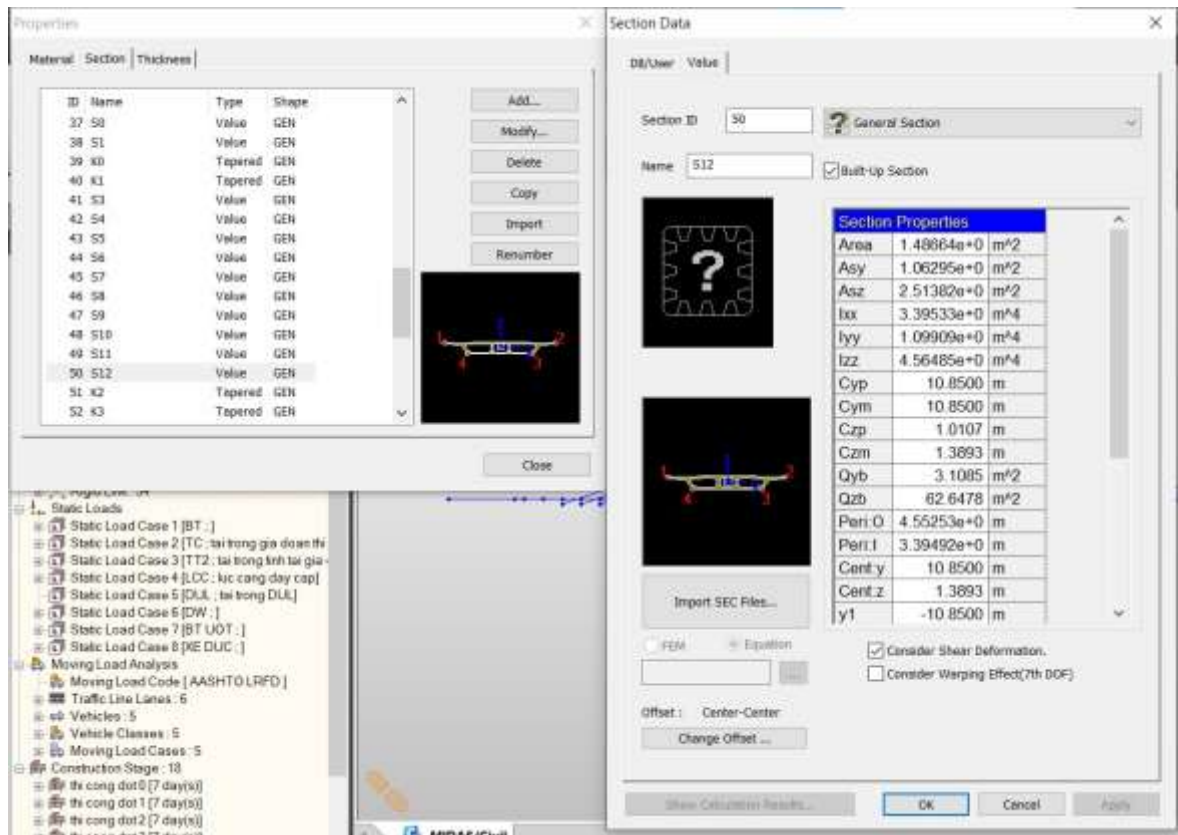 Properties
Material Section Thickness
ID Name Type Shape
37 S0 Value GEN
38 S1 Value GEN
39 K0 Tapered GEN
40 K1 Tapered GEN
41 S3 Value GEN
42 S4 Value GEN
43 S5 Value GEN
44 S6 Value GEN
45 S7 Value GEN
46 S8 Value GEN
47 S9 Value GEN
48 S10 Value GEN
49 S11 Value GEN
50 S12 Value GEN
51 K2 Tapered GEN
52 K3 Tapered GEN
Add...
Modify...
Delete
Copy
Import
Renumber
Close
Static Loads
Static Load Case 1 [BT ; ]
Static Load Case 2 [TC ; tai trong gia doan thi
Static Load Case 3 [TT2 ; tai trong tinh tai gia
Static Load Case 4 [LCC ; luc cang day cap]
Static Load Case 5 [DUL ; tai trong DUL]
Static Load Case 6 [DW ; ]
Static Load Case 7 [BT UOT ; ]
Static Load Case 8 [XE DUC ; ]
Moving Load Analysis
Moving Load Code [ AASHTO LRFD ]
Traffic Line Lanes : 6
Vehicles : 5
Vehicle Classes : 5
Moving Load Cases : 5
Construction Stage : 18
thi cong dot 0 [7 day(s)]
thi cong dot 1 [7 day(s)]
thi cong dot 2 [7 day(s)]
MIDAS/Civil
Section Data
DB/User Value
Section ID 50 General Section
Name S12 Built-Up Section
Section Properties
Area 1.48664e+0 m^2
Asy 1.06295e+0 m^2
Asz 2.51382e+0 m^2
Ixx 3.39533e+0 m^4
Iyy 1.09909e+0 m^4
Izz 4.56485e+0 m^4
Cyp 10.8500 m
Cym 10.8500 m
Czp 1.0107 m
Czm 1.3893 m
Qyb 3.1085 m^2
Qzb 62.6478 m^2
Peri:O 4.55253e+0 m
Peri:I 3.39492e+0 m
Cent:y 10.8500 m
Cent:z 1.3893 m
y1 -10.8500 m
Import SEC Files...
FEM Equation
Consider Shear Deformation.
Consider Warping Effect(7th DOF)
Offset : Center-Center
Change Offset ...
Show Calculation Results...
OK Cancel Apply